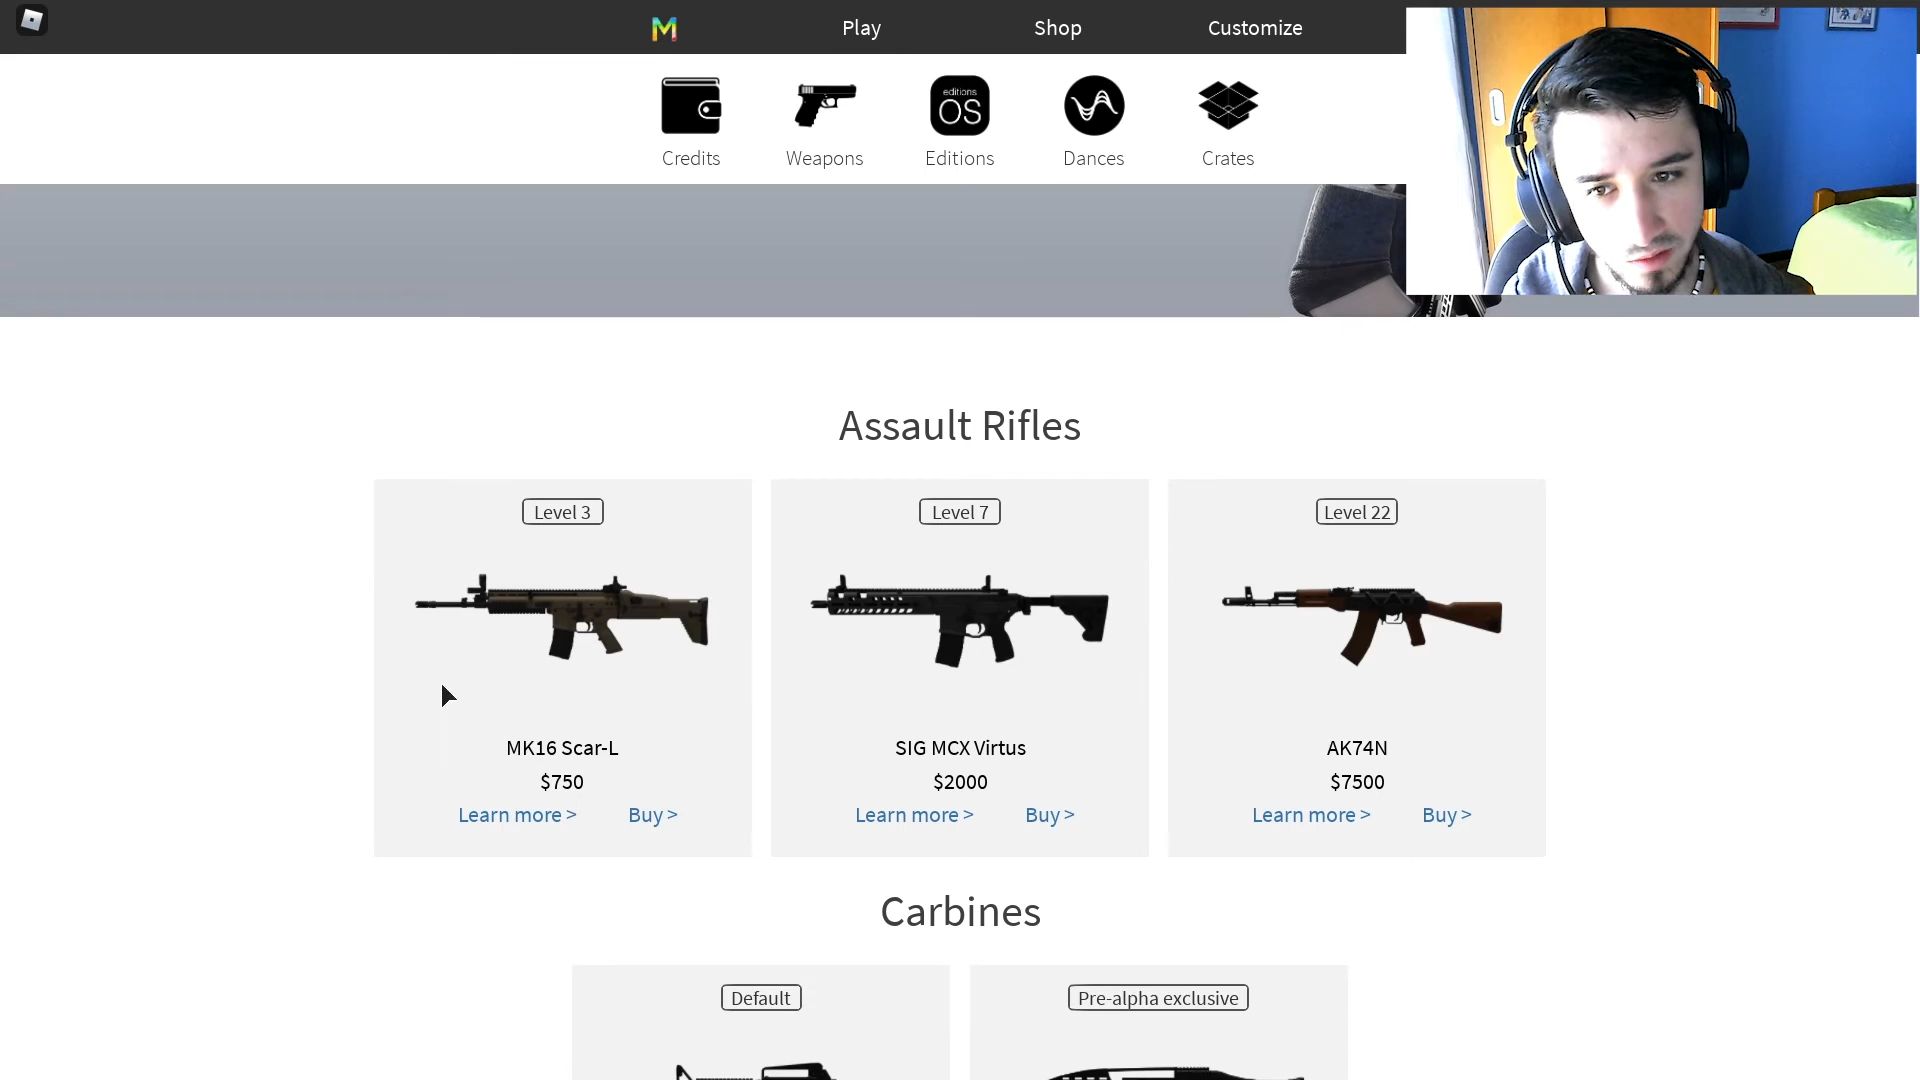 M Play Shop Customize
editions
OS
Credits Weapons Editions Dances Crates
Assault Rifles
Level 3 Level 7 Level 22
MK16 Scar-L SIG MCX Virtus AK74N
$750 $2000 $7500
Learn more > Buy > Learn more > Buy > Learn more > Buy >
Carbines
Default Pre-alpha exclusive